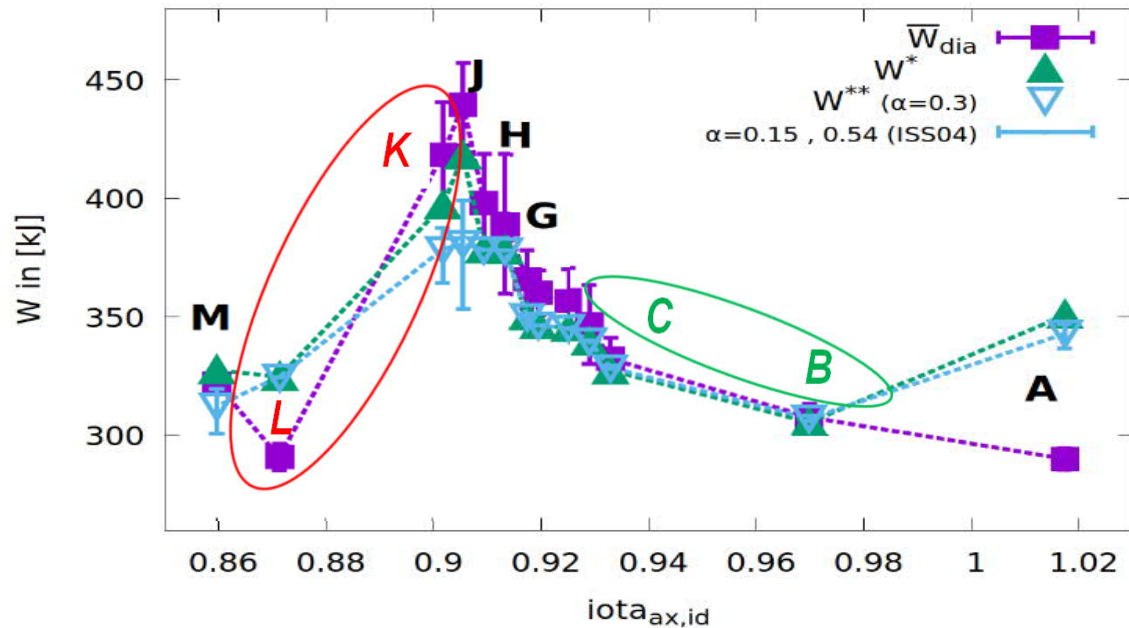 W̅dia
W*
W** (α=0.3)
α=0.15 , 0.54 (ISS04)
W in [kJ]
450
400
350
300
J
H
K
G
M
C
B
A
L
0.86 0.88 0.9 0.92 0.94 0.96 0.98 1 1.02
iotaax,id